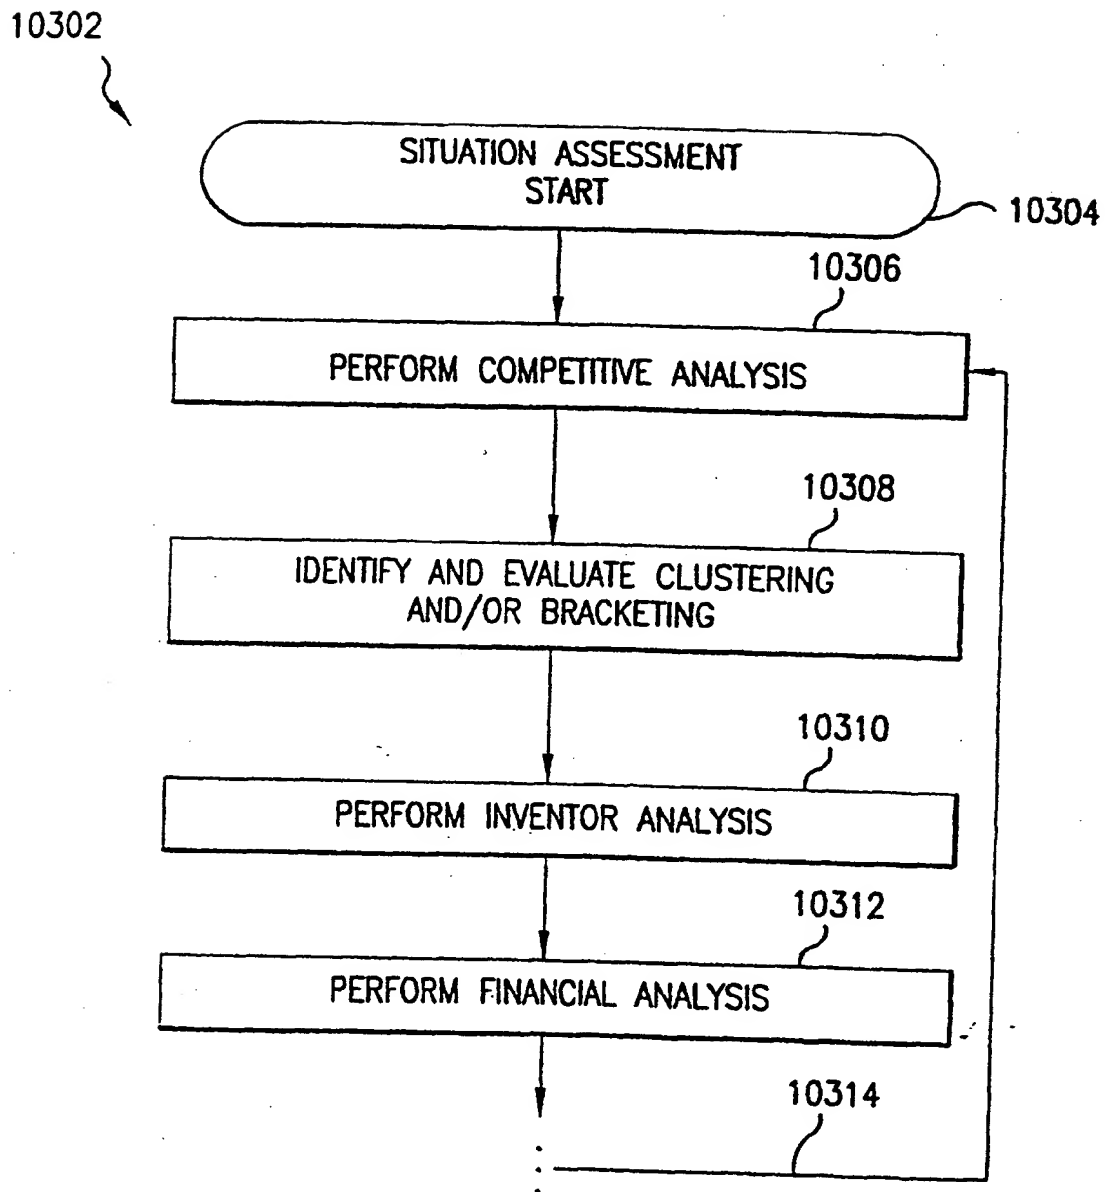 10302
SITUATION ASSESSMENT
START
10304
10306
PERFORM COMPETITIVE ANALYSIS
10308
IDENTIFY AND EVALUATE CLUSTERING
AND/OR BRACKETING
10310
PERFORM INVENTOR ANALYSIS
10312
PERFORM FINANCIAL ANALYSIS
10314